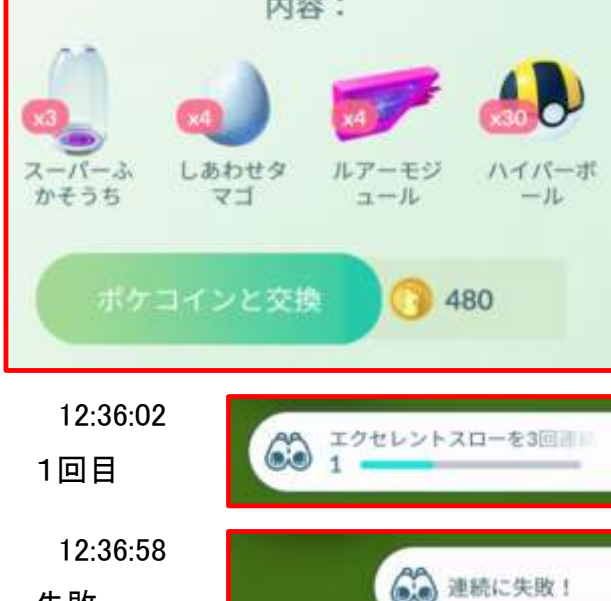 内容：
x3
x4
x4
x30
スーパーふ
かそうち
しあわせタ
マゴ
ルアーモジ
ュール
ハイパーボ
ール
ポケコインと交換
480
12:36:02
1回目
エクセレントスローを3回連続
1
12:36:58
失敗
連続に失敗！